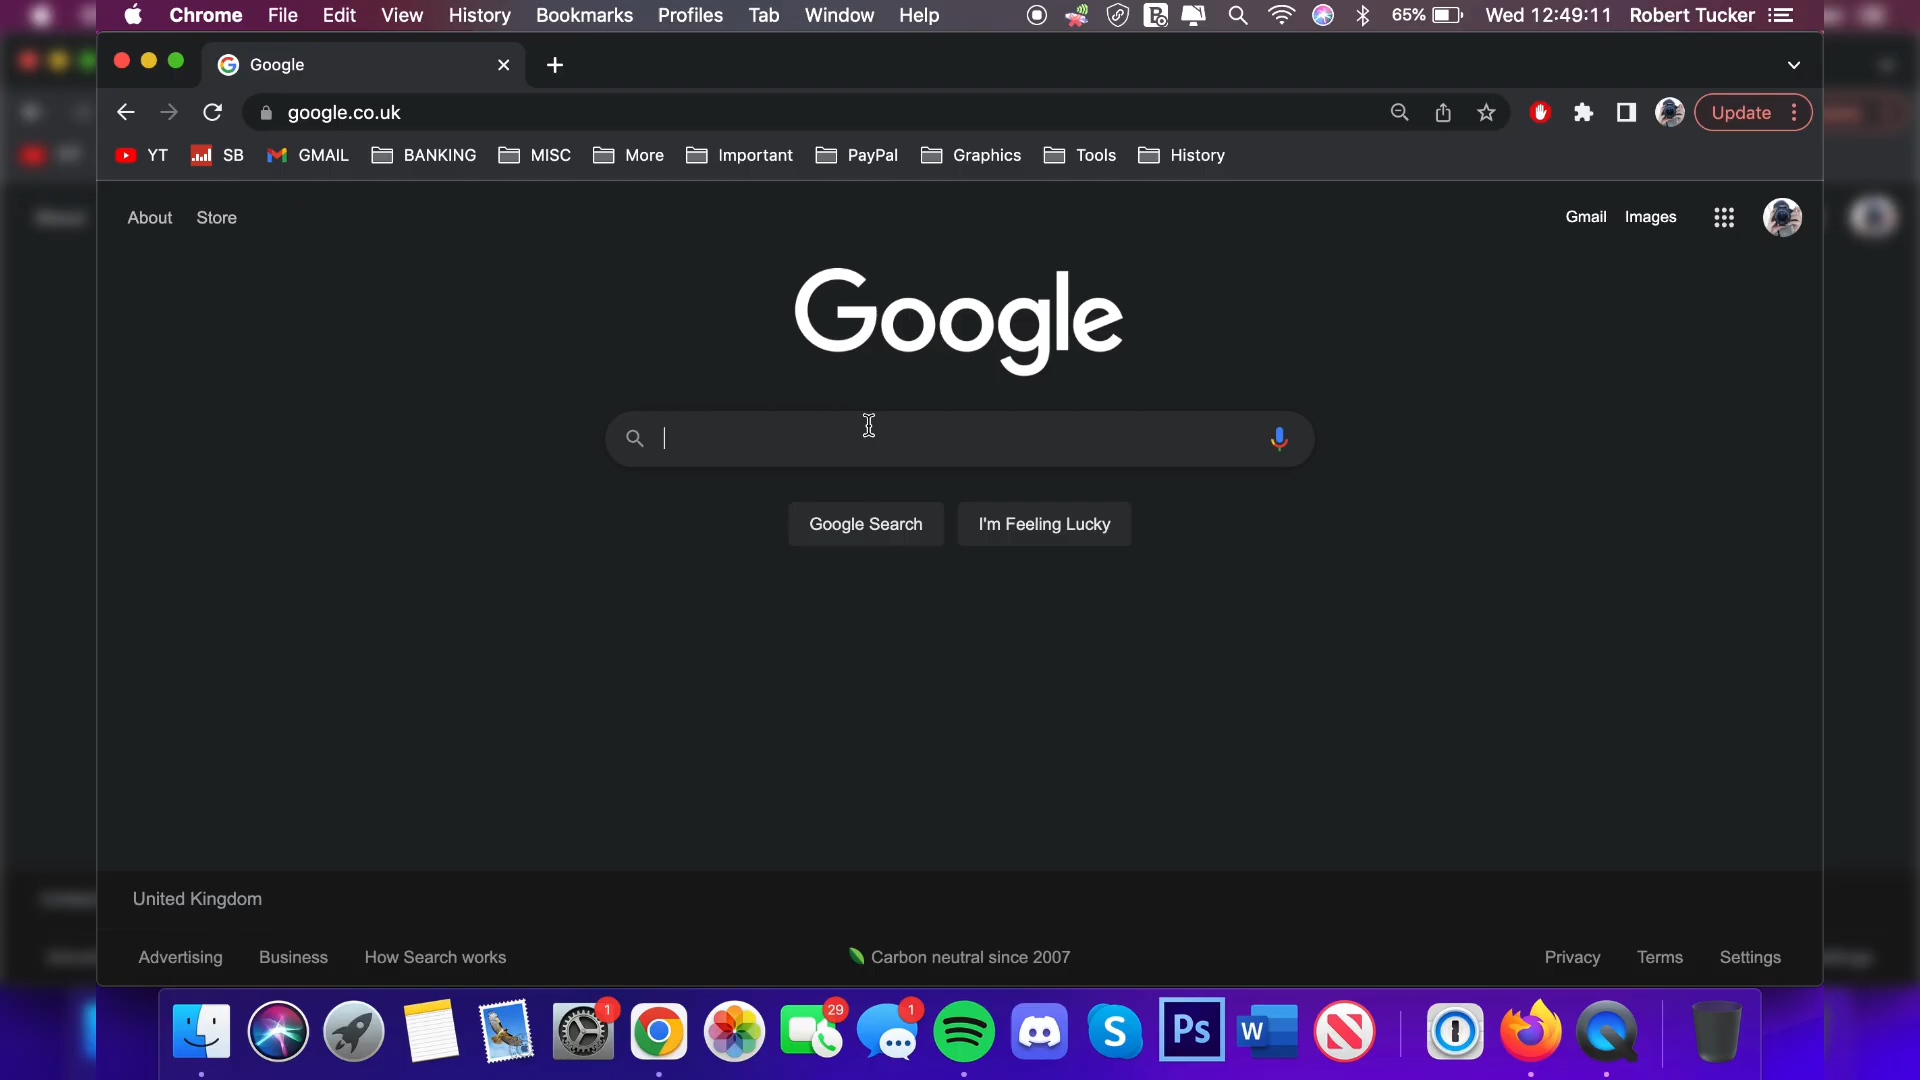 Chrome File Edit View History Bookmarks Profiles Tab Window Help 65% Wed 12:49:11 Robert Tucker
Google
google.co.uk Update
YT SB GMAIL BANKING MISC More Important PayPal Graphics Tools History
About Store Gmail Images
Google
Google Search I'm Feeling Lucky
United Kingdom
Advertising Business How Search works Carbon neutral since 2007 Privacy Terms Settings
1 29 1
S Ps W N